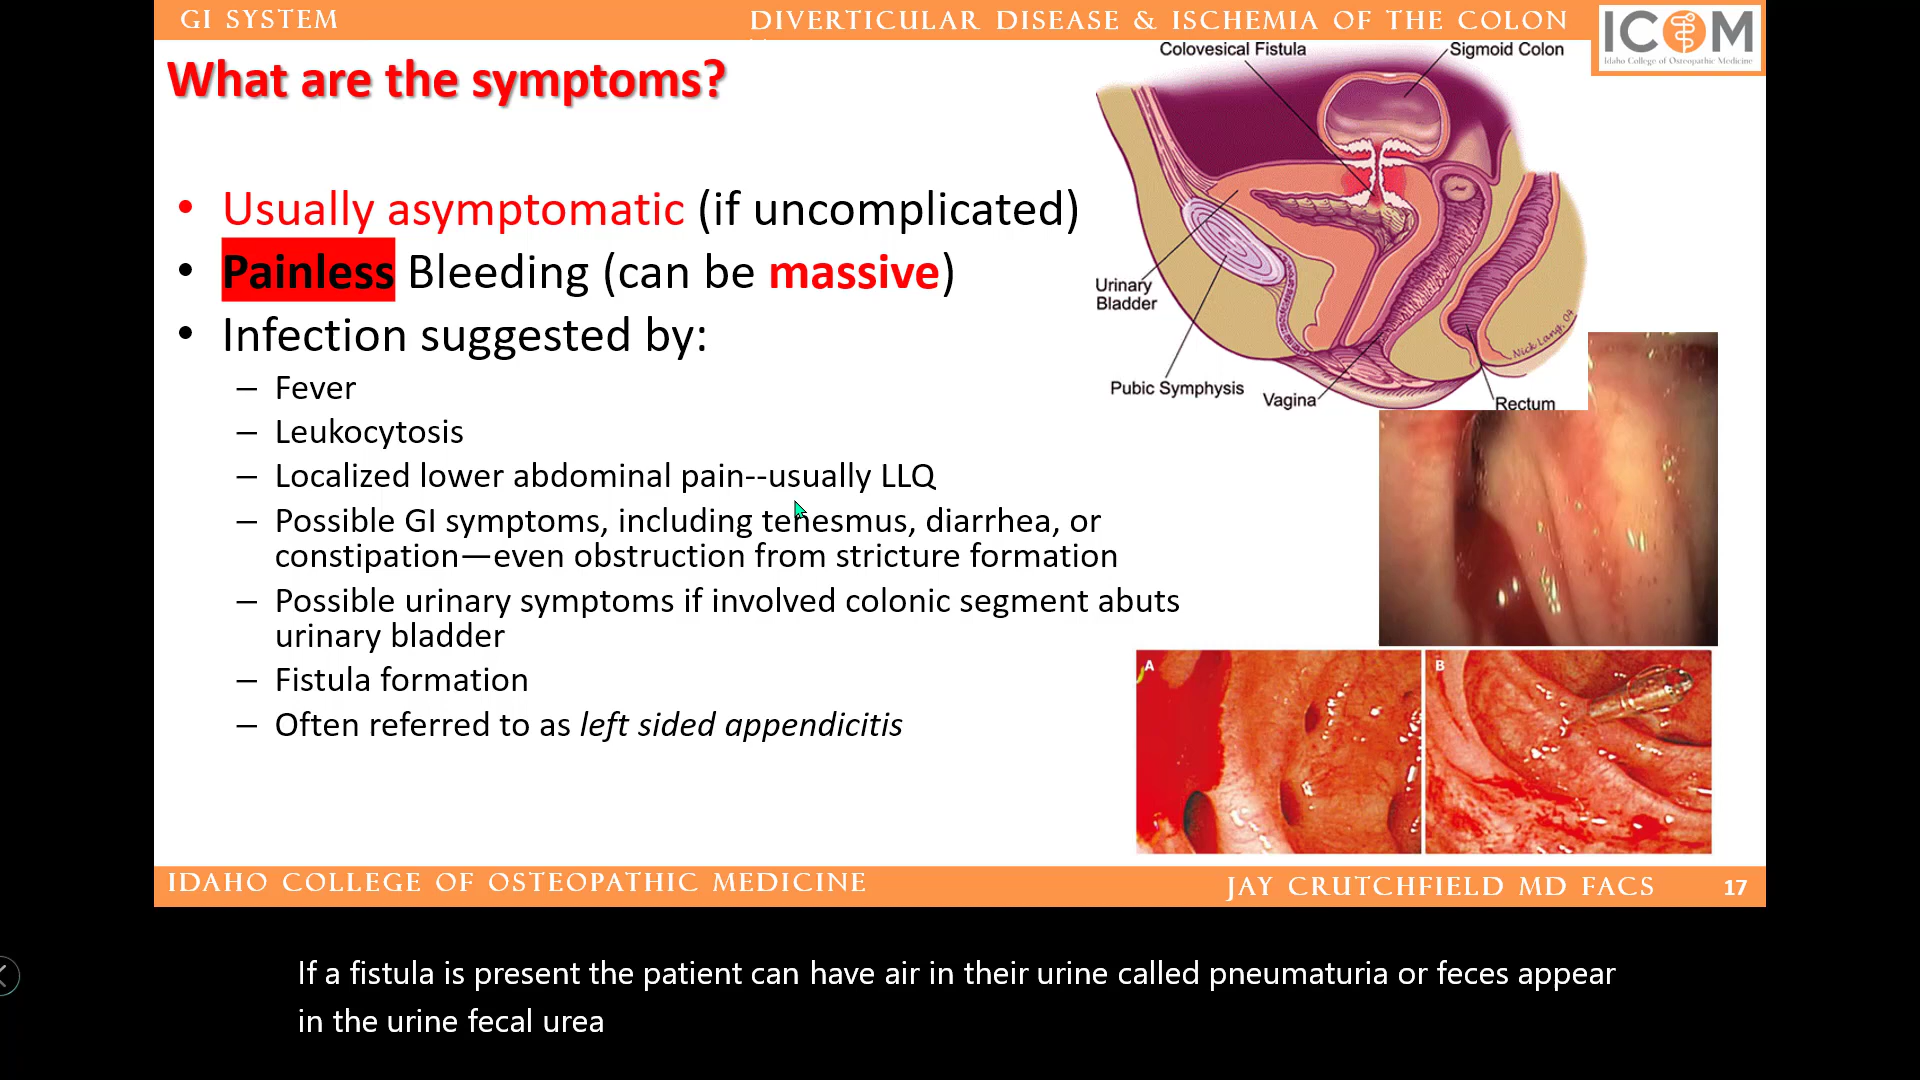 GI SYSTEM
DIVERTICULAR DISEASE & ISCHEMIA OF THE COLON
ICOM
Idaho College of Osteopathic Medicine
What are the symptoms?
Colovesical Fistula
Sigmoid Colon
Urinary
Bladder
Pubic Symphysis
Vagina
Rectum
Nick Lang, 04
• Usually asymptomatic (if uncomplicated)
• Painless Bleeding (can be massive)
• Infection suggested by:
– Fever
– Leukocytosis
– Localized lower abdominal pain--usually LLQ
– Possible GI symptoms, including tenesmus, diarrhea, or
constipation—even obstruction from stricture formation
– Possible urinary symptoms if involved colonic segment abuts
urinary bladder
– Fistula formation
– Often referred to as left sided appendicitis
A
B
IDAHO COLLEGE OF OSTEOPATHIC MEDICINE
JAY CRUTCHFIELD MD FACS
17
If a fistula is present the patient can have air in their urine called pneumaturia or feces appear
in the urine fecal urea